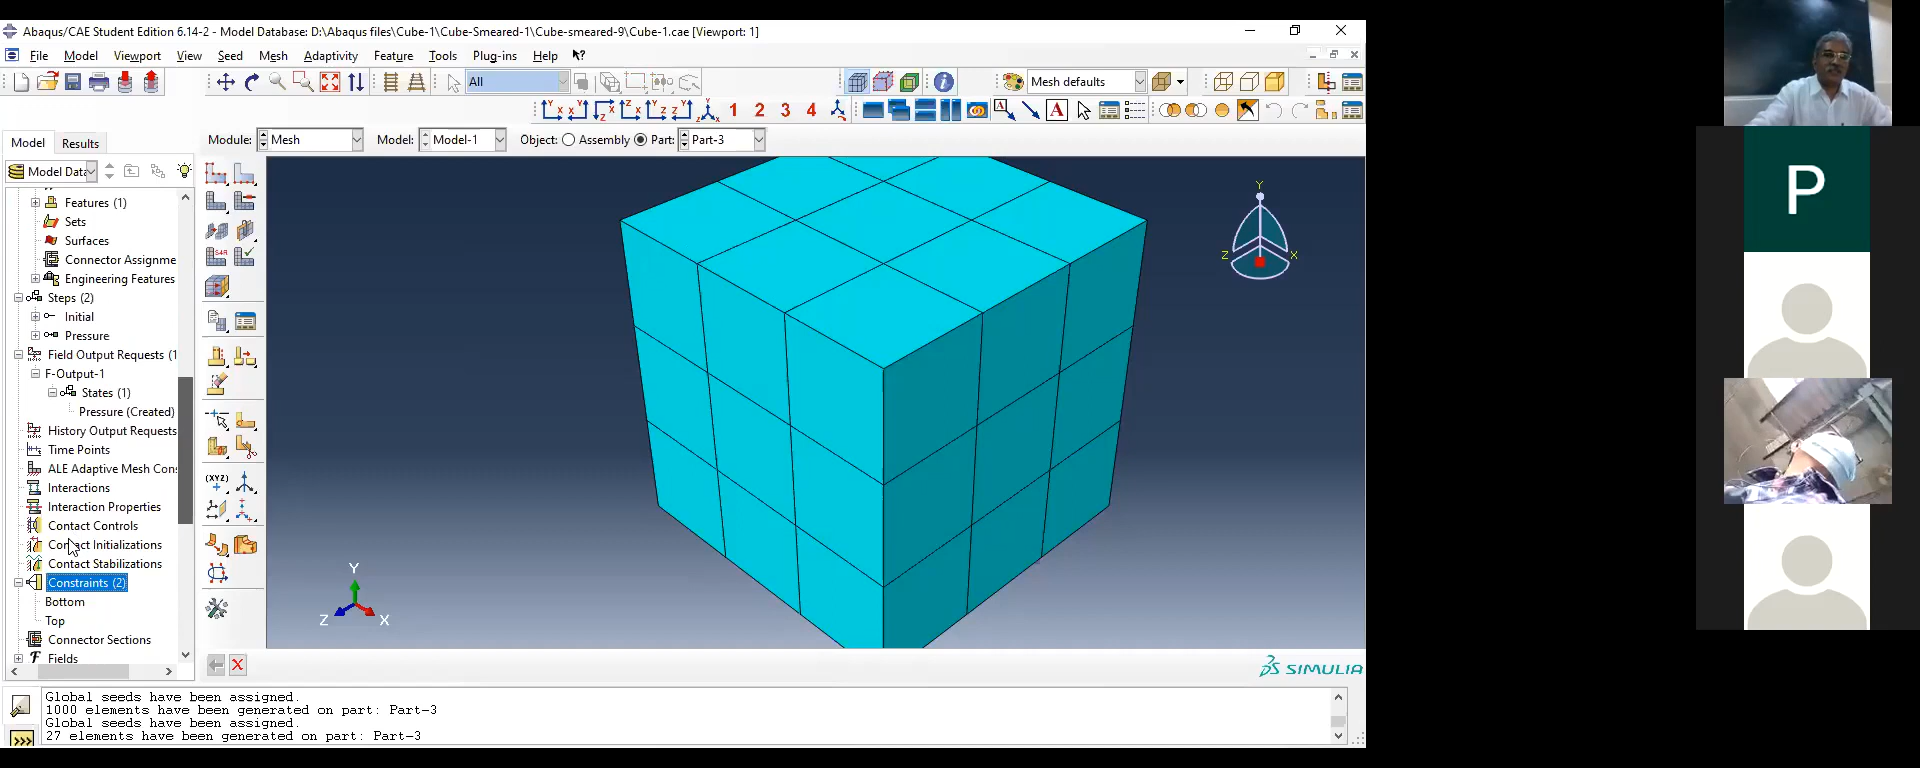 Abaqus/CAE Student Edition 6.14-2 - Model Database: D:\Abaqus files\Cube-1\Cube-Smeared-1\Cube-smeared-9\Cube-1.cae [Viewport: 1]
File Model Viewport View Seed Mesh Adaptivity Feature Tools Plug-ins Help
All Mesh defaults
1 2 3 4 A
Model Results Module: Mesh Model: Model-1 Object: Assembly Part: Part-3
Model Data
Features (1)
Sets
Surfaces
Connector Assignme
Engineering Features
Steps (2)
Initial
Pressure
Field Output Requests (1
F-Output-1
States (1)
Pressure (Created)
History Output Requests
Time Points
ALE Adaptive Mesh Cons
Interactions
Interaction Properties
Contact Controls
Contact Initializations
Contact Stabilizations
Constraints (2)
Bottom
Top
Connector Sections
Fields
(XYZ)
Y
Z X
Y
Z X
SIMULIA
Global seeds have been assigned.
1000 elements have been generated on part: Part-3
Global seeds have been assigned.
27 elements have been generated on part: Part-3
>>>
P